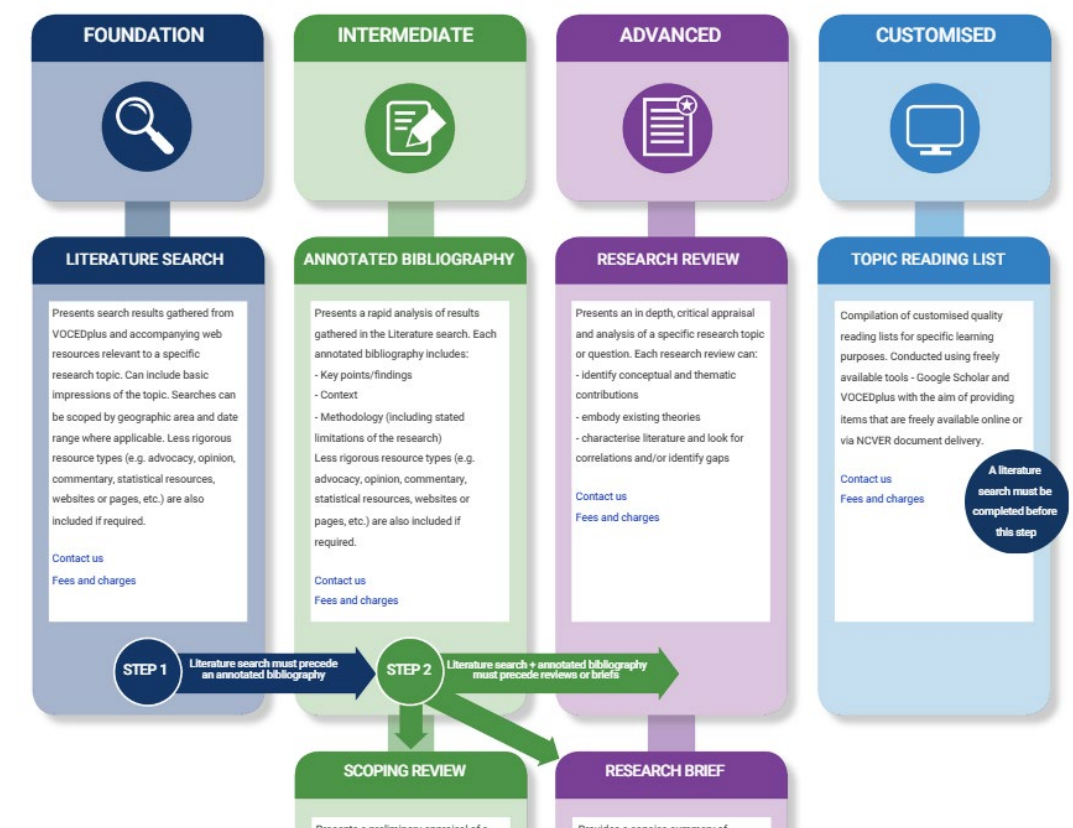 FOUNDATION
INTERMEDIATE
ADVANCED
CUSTOMISED
LITERATURE SEARCH
Presents search results gathered from
VOCEDplus and accompanying web
resources relevant to a specific
research topic. Can include basic
impressions of the topic. Searches can
be scoped by geographic area and date
range where applicable. Less rigorous
resource types (e.g. advocacy, opinion,
commentary, statistical resources,
websites or pages, etc.) are also
included if required.
Contact us
Fees and charges
ANNOTATED BIBLIOGRAPHY
Presents a rapid analysis of results
gathered in the Literature search. Each
annotated bibliography includes:
- Key points/findings
- Context
- Methodology (including stated
limitations of the research)
Less rigorous resource types (e.g.
advocacy, opinion, commentary,
statistical resources, websites or
pages, etc.) are also included if
required.
Contact us
Fees and charges
RESEARCH REVIEW
Presents an in depth, critical appraisal
and analysis of a specific research topic
or question. Each research review can:
- identify conceptual and thematic
contributions
- embody existing theories
- characterise literature and look for
correlations and/or identify gaps
Contact us
Fees and charges
TOPIC READING LIST
Compilation of customised quality
reading lists for specific learning
purposes. Conducted using freely
available tools - Google Scholar and
VOCEDplus with the aim of providing
items that are freely available online or
via NCVER document delivery.
Contact us
Fees and charges
A literature
search must be
completed before
this step
STEP 1
Literature search must precede
an annotated bibliography
STEP 2
Literature search + annotated bibliography
must precede reviews or briefs
SCOPING REVIEW
Presents a preliminary appraisal of a
RESEARCH BRIEF
Provides a concise summary of